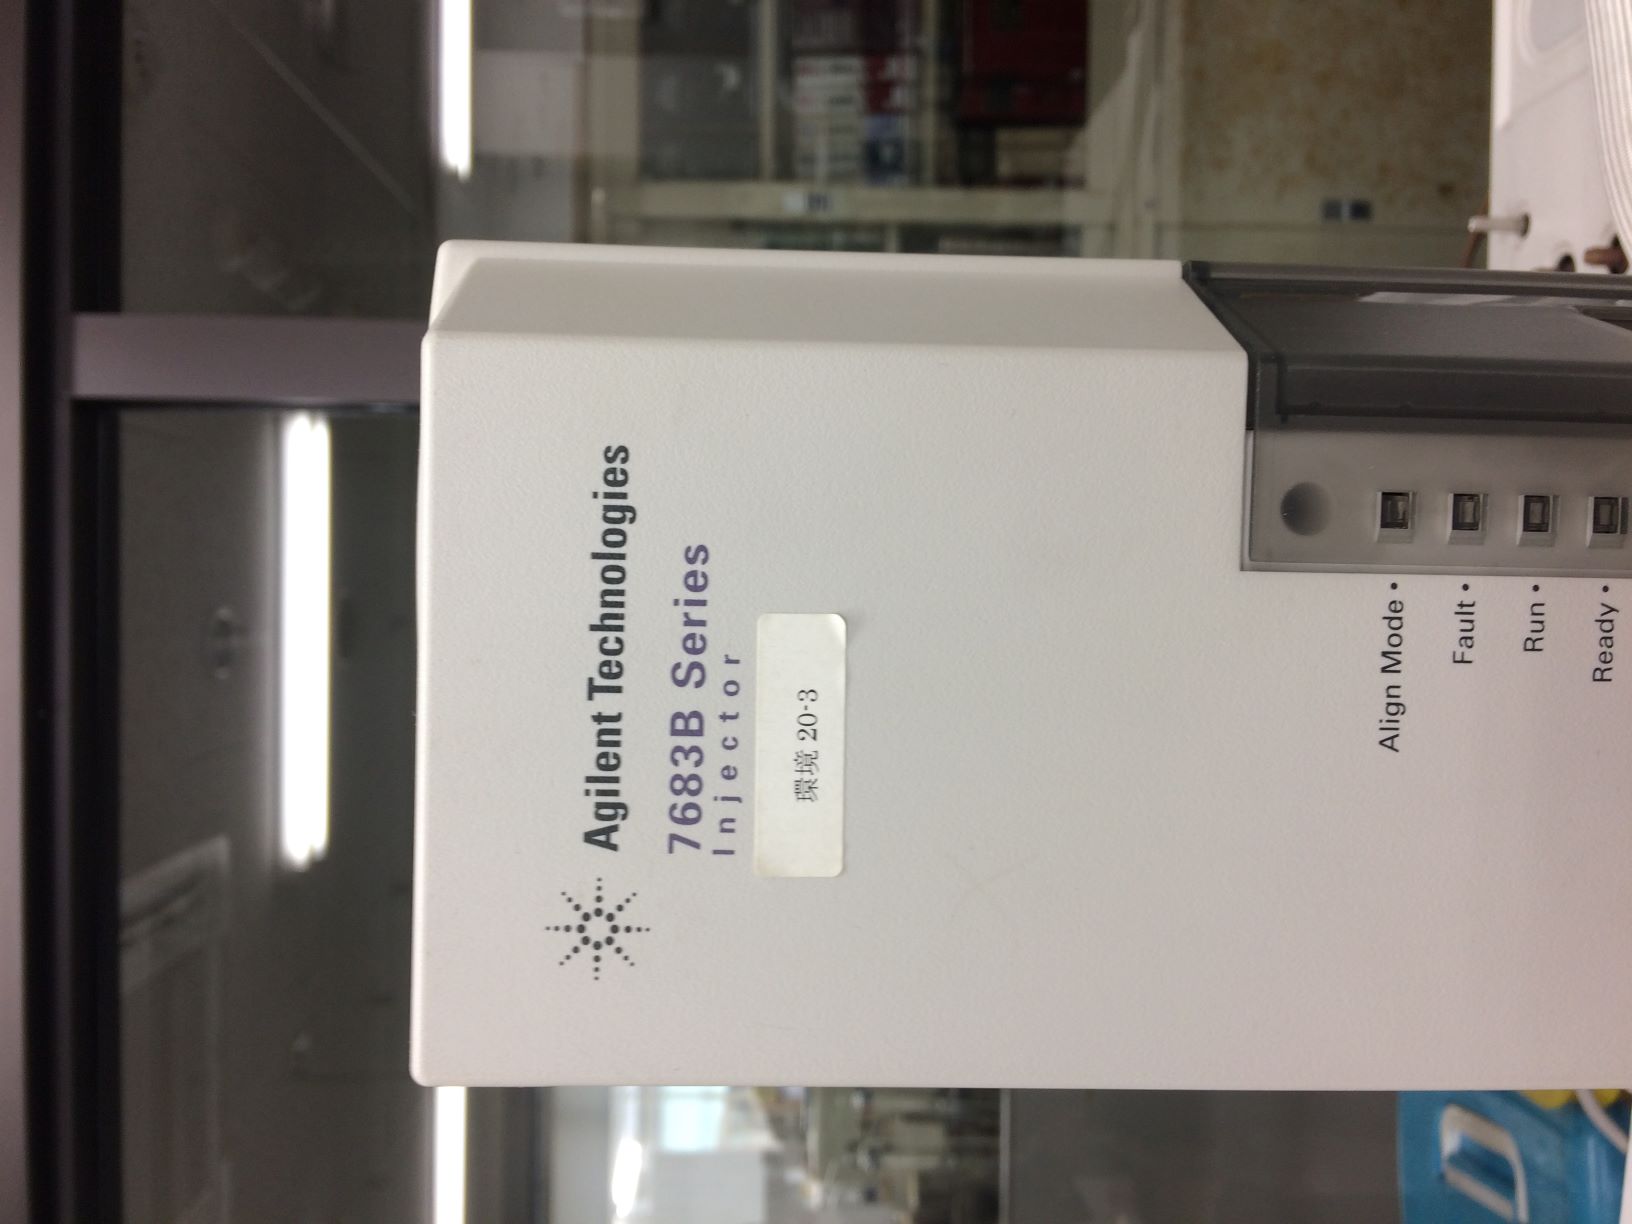 Agilent Technologies
7683B Series
Injector
環境 20-3
Align Mode •
Fault •
Run •
Ready •